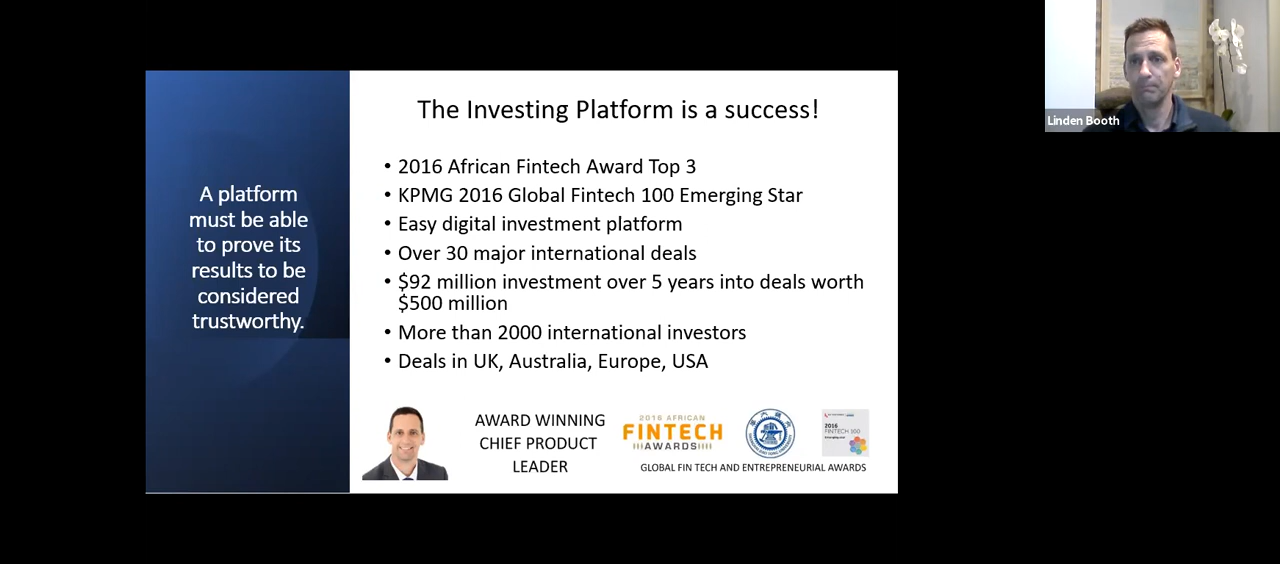 Linden Booth
The Investing Platform is a success!
A platform
must be able
to prove its
results to be
considered
trustworthy.
• 2016 African Fintech Award Top 3
• KPMG 2016 Global Fintech 100 Emerging Star
• Easy digital investment platform
• Over 30 major international deals
• $92 million investment over 5 years into deals worth
$500 million
• More than 2000 international investors
• Deals in UK, Australia, Europe, USA
AWARD WINNING
CHIEF PRODUCT
LEADER
2016 AFRICAN
FINTECH
AWARDS
2016
FINTECH 100
GLOBAL FIN TECH AND ENTREPRENEURIAL AWARDS